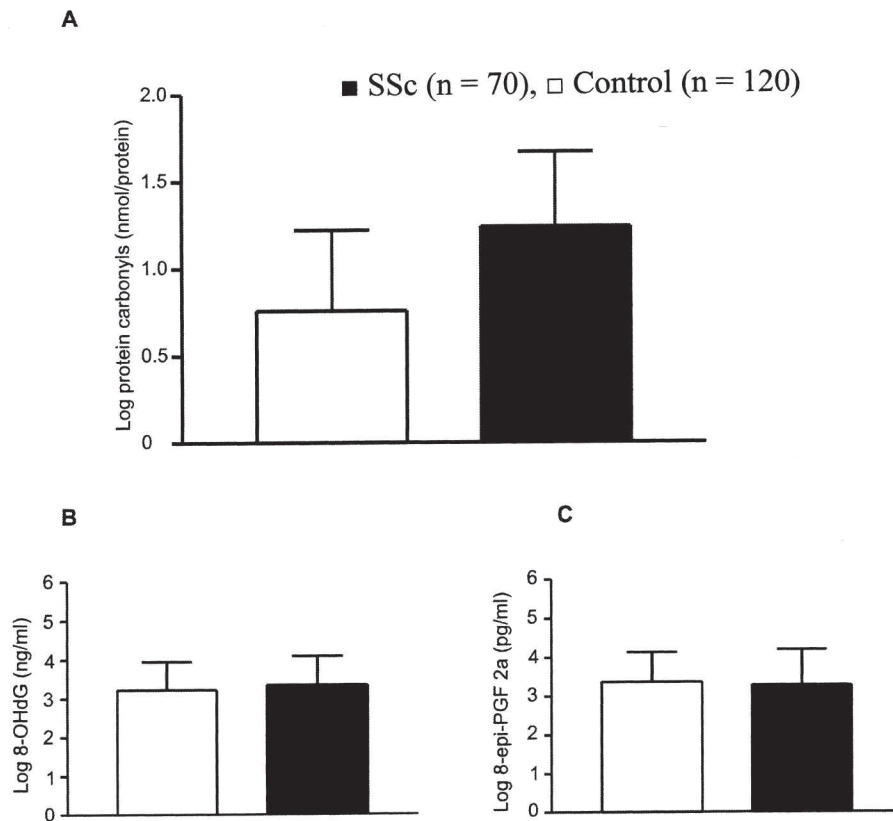 A
■ SSc (n = 70), □ Control (n = 120)
Log protein carbonyls (nmol/protein)
2.0
1.5
1.0
0.5
0
B
Log 8-OHdG (ng/ml)
6
5
4
3
2
1
0
C
Log 8-epi-PGF 2a (pg/ml)
6
5
4
3
2
1
0